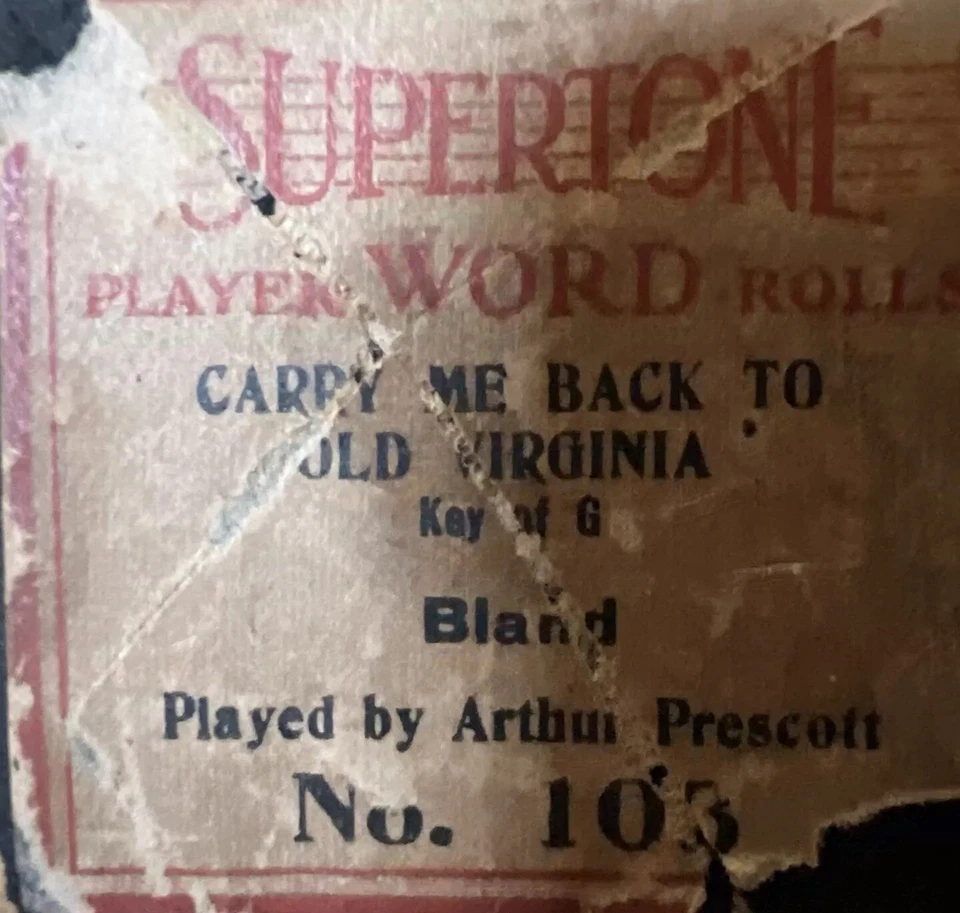 SUPERTONE
PLAYER WORD ROLLS
CARRY ME BACK TO
OLD VIRGINIA
Key of G
Bland
Played by Arthur Prescott
No. 103